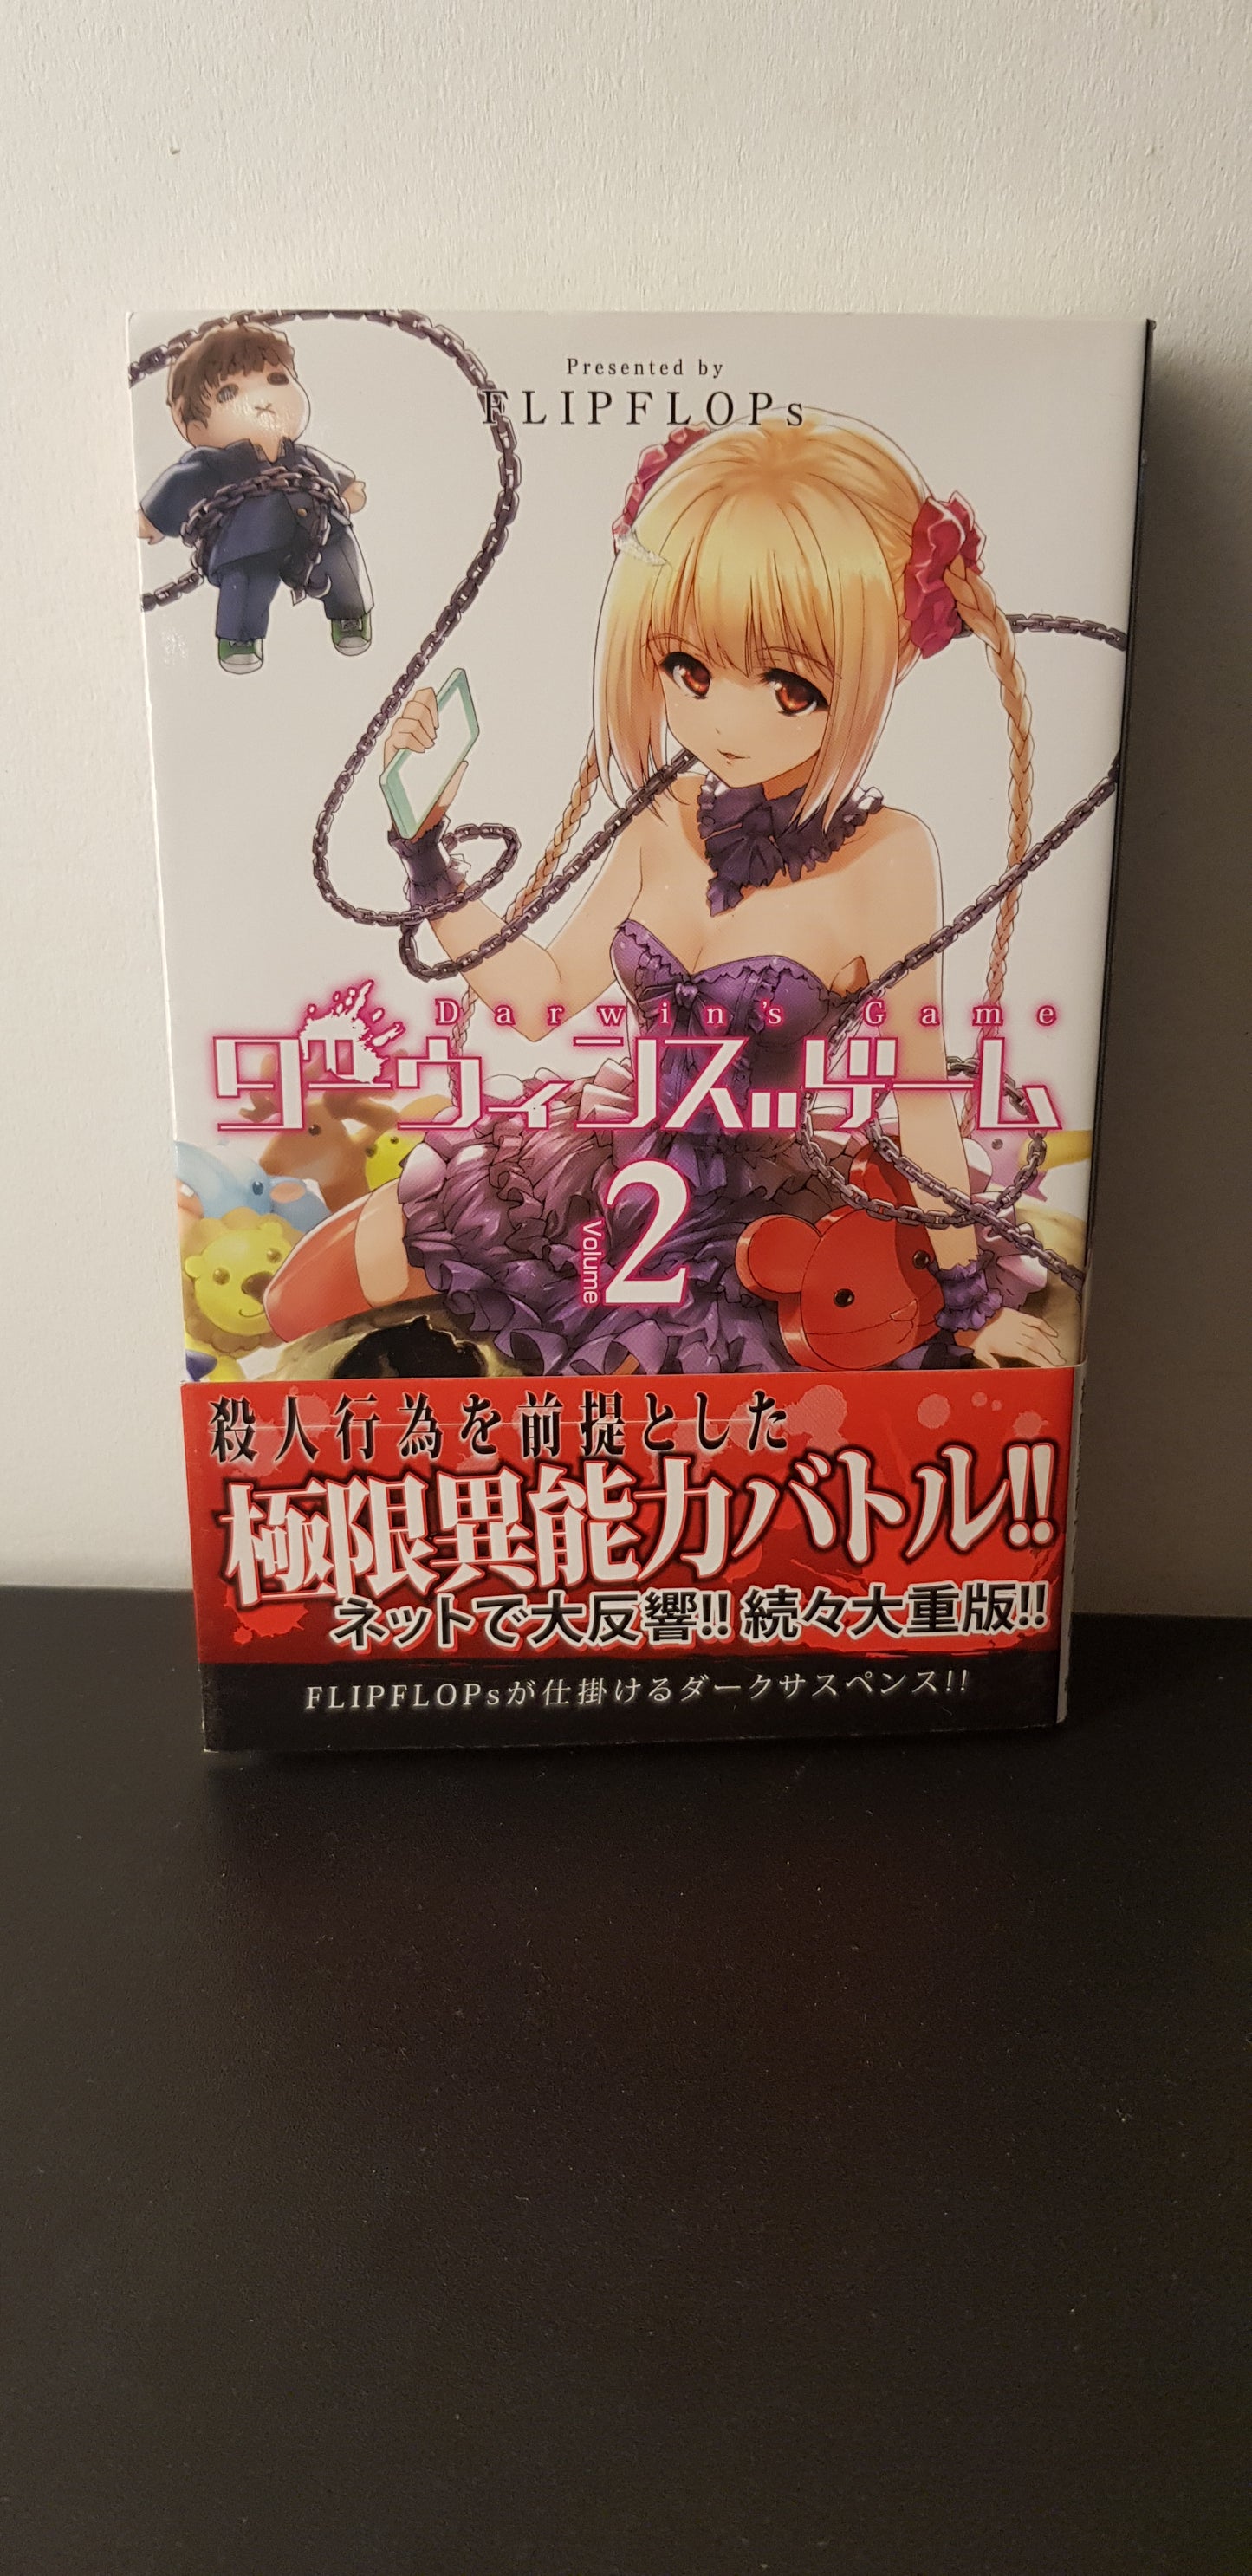 Presented by
FLIPFLOPs
Darwin's Game
ダーウィンズゲーム
Volume 2
殺人行為を前提とした
極限異能力バトル!!
ネットで大反響!! 続々大重版!!
FLIPFLOPsが仕掛けるダークサスペンス!!